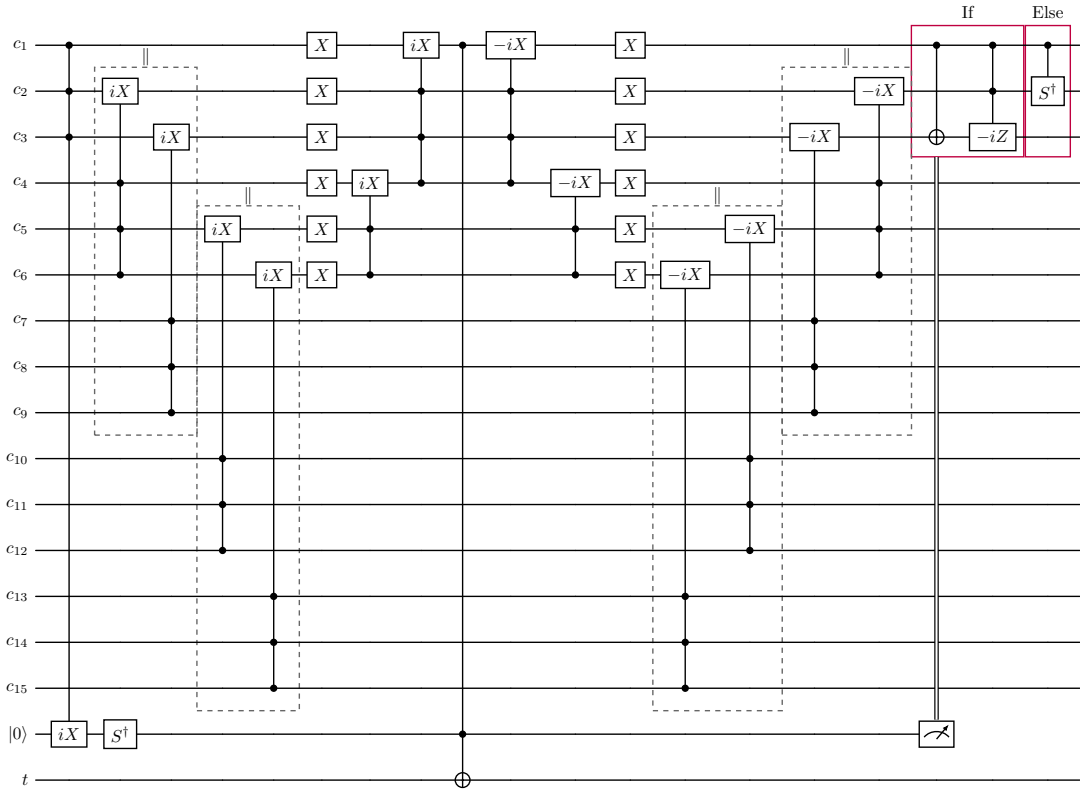 If Else
c₁ X iX −iX X
c₂ iX X X −iX S†
c₃ iX X X −iX −iZ
c₄ X iX −iX X
c₅ iX X X −iX
c₆ iX X X −iX
c₇
c₈
c₉
c₁₀
c₁₁
c₁₂
c₁₃
c₁₄
c₁₅
|0⟩ iX S†
t